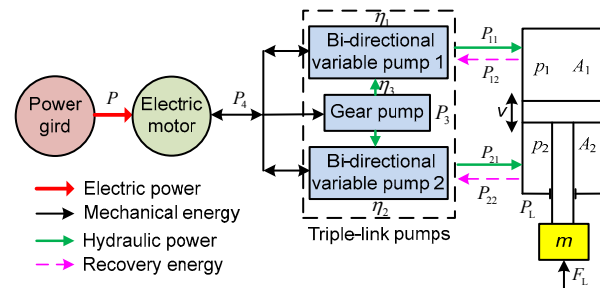 Power
gird
P
Electric
motor
P4
η1
Bi-directional
variable pump 1
η3
Gear pump
P3
Bi-directional
variable pump 2
η2
Triple-link pumps
P11
P12
P21
P22
p1
A1
v
p2
A2
PL
m
FL
Electric power
Mechanical energy
Hydraulic power
Recovery energy